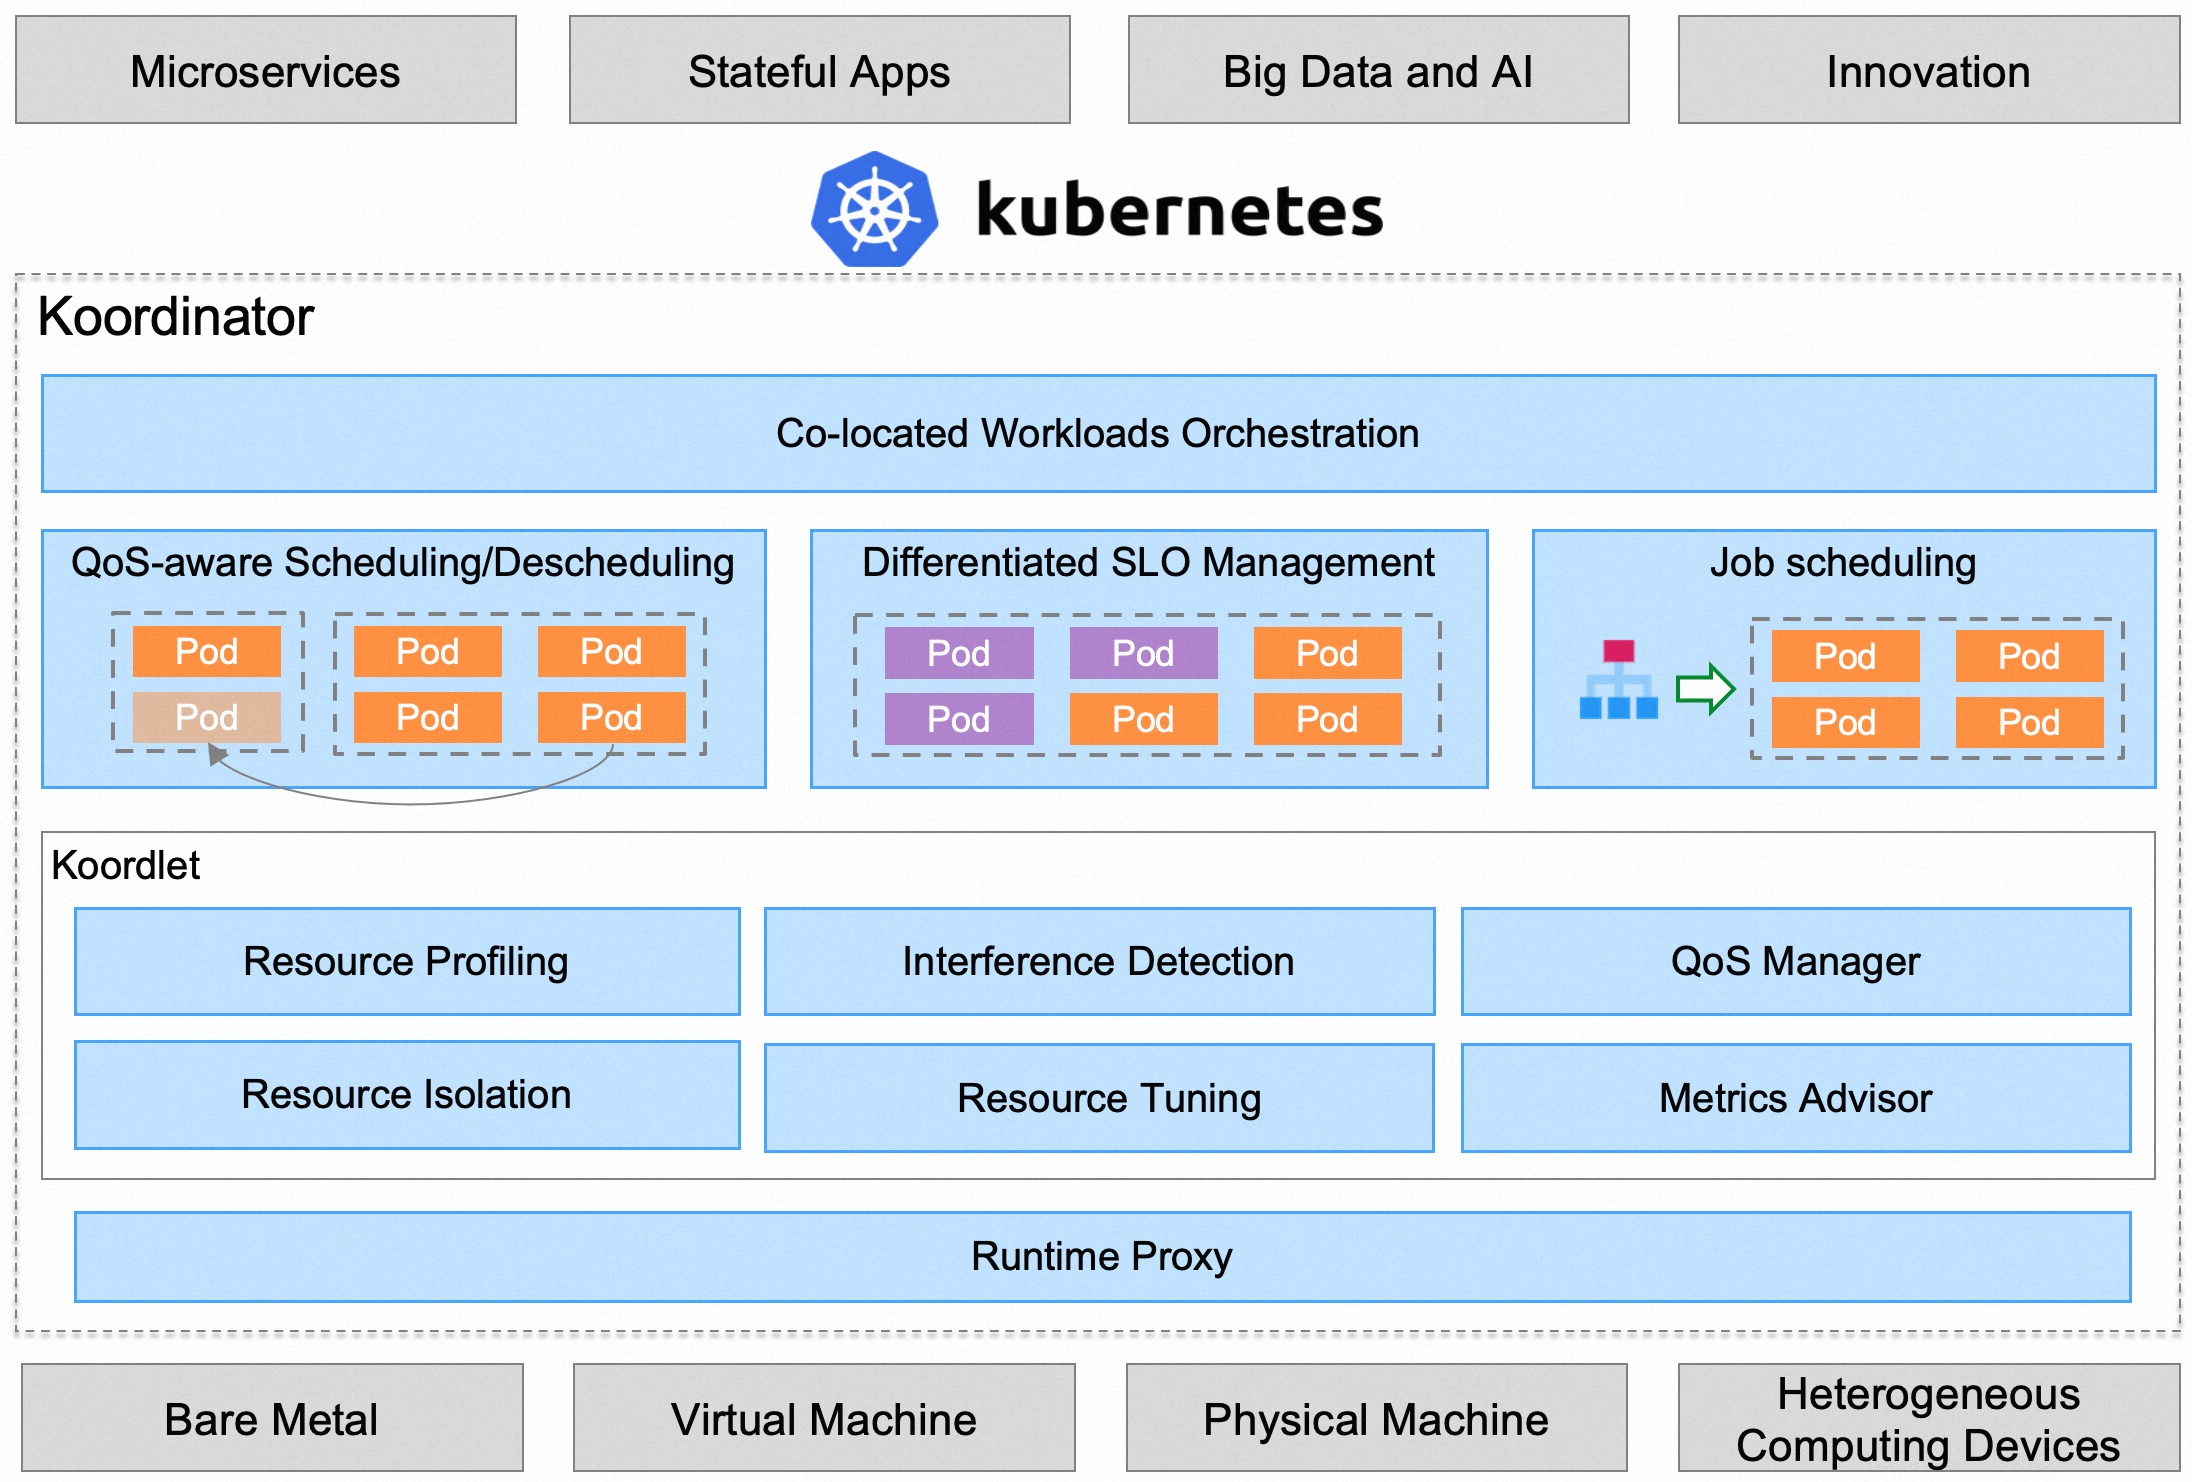 Microservices
Stateful Apps
Big Data and AI
Innovation
kubernetes
Koordinator
Co-located Workloads Orchestration
QoS-aware Scheduling/Descheduling
Pod
Pod
Pod
Pod
Pod
Pod
Differentiated SLO Management
Pod
Pod
Pod
Pod
Pod
Pod
Job scheduling
Pod
Pod
Pod
Pod
Koordlet
Resource Profiling
Interference Detection
QoS Manager
Resource Isolation
Resource Tuning
Metrics Advisor
Runtime Proxy
Bare Metal
Virtual Machine
Physical Machine
Heterogeneous
Computing Devices